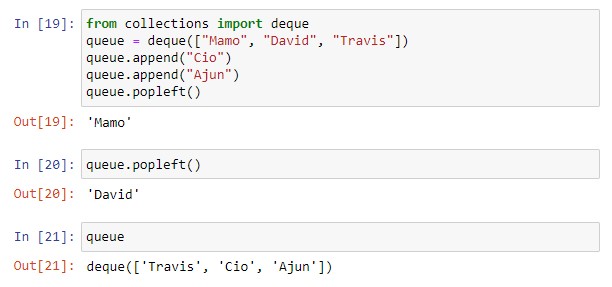 In [19]: from collections import deque
queue = deque(["Mamo", "David", "Travis"])
queue.append("Cio")
queue.append("Ajun")
queue.popleft()
Out[19]: 'Mamo'
In [20]: queue.popleft()
Out[20]: 'David'
In [21]: queue
Out[21]: deque(['Travis', 'Cio', 'Ajun'])